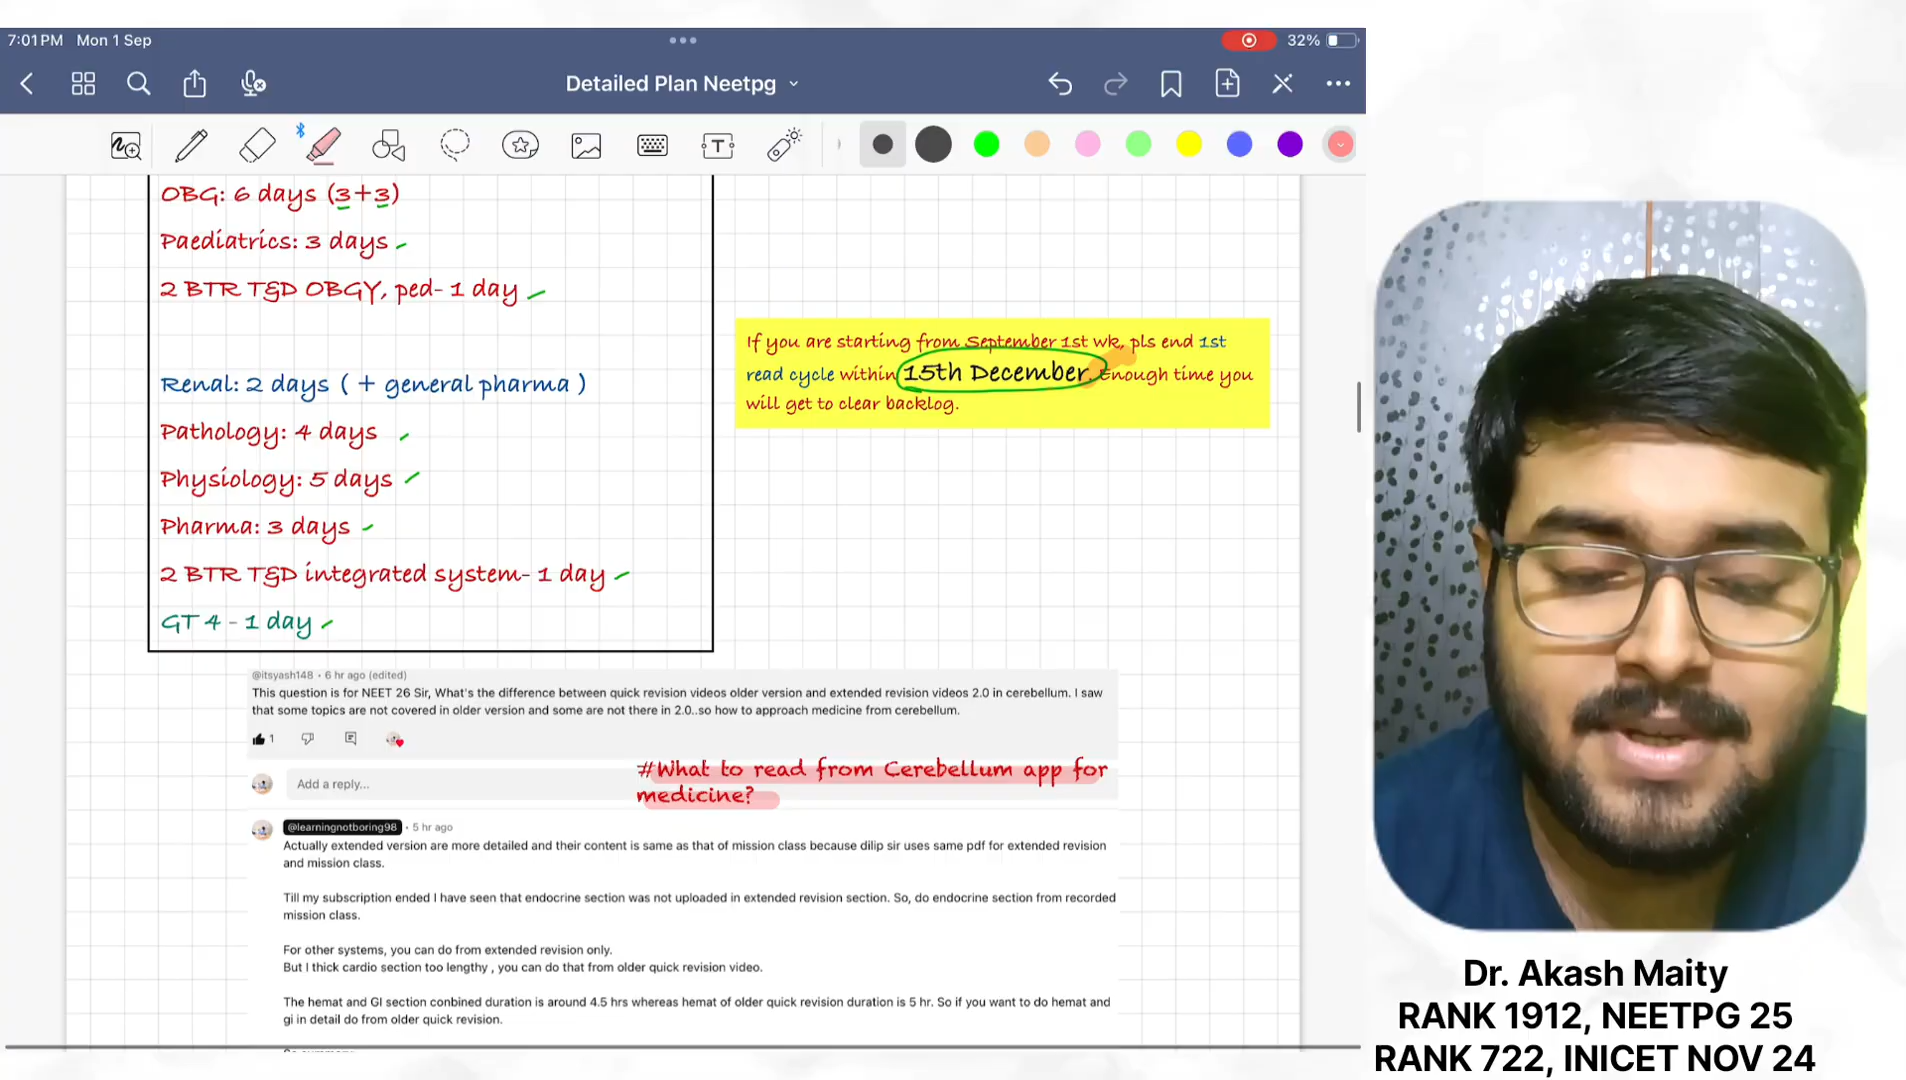 7:01 PM Mon 1 Sep
32%
Detailed Plan Neetpg
T
OBG: 6 days (3+3)
Paediatrics: 3 days
2 BTR T&D OBGY, ped- 1 day
Renal: 2 days ( + general pharma )
Pathology: 4 days
Physiology: 5 days
Pharma: 3 days
2 BTR T&D integrated system- 1 day
GT 4 - 1 day
If you are starting from September 1st wk, pls end 1st
read cycle within 15th December. Enough time you
will get to clear backlog.
@itsyash148 • 6 hr ago (edited)
This question is for NEET 26 Sir, What's the difference between quick revision videos older version and extended revision videos 2.0 in cerebellum. I saw
that some topics are not covered in older version and some are not there in 2.0..so how to approach medicine from cerebellum.
1
Add a reply...
#What to read from Cerebellum app for
medicine?
@learningnotboring98 • 5 hr ago
Actually extended version are more detailed and their content is same as that of mission class because dilip sir uses same pdf for extended revision
and mission class.
Till my subscription ended I have seen that endocrine section was not uploaded in extended revision section. So, do endocrine section from recorded
mission class.
For other systems, you can do from extended revision only.
But I thick cardio section too lengthy , you can do that from older quick revision video.
The hemat and GI section conbined duration is around 4.5 hrs whereas hemat of older quick revision duration is 5 hr. So if you want to do hemat and
gi in detail do from older quick revision.
Dr. Akash Maity
RANK 1912, NEETPG 25
RANK 722, INICET NOV 24